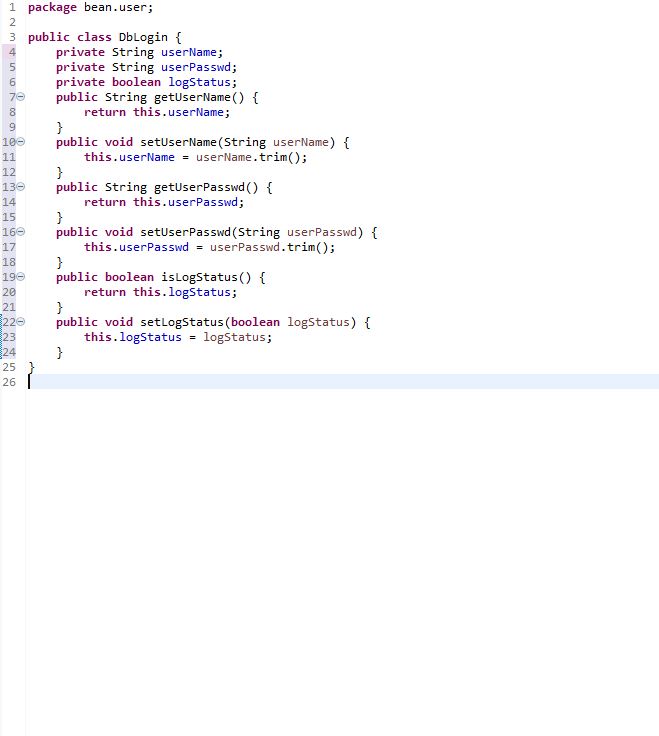 1 package bean.user;
2
3 public class DbLogin {
4     private String userName;
5     private String userPasswd;
6     private boolean logStatus;
7     public String getUserName() {
8         return this.userName;
9     }
10     public void setUserName(String userName) {
11         this.userName = userName.trim();
12     }
13     public String getUserPasswd() {
14         return this.userPasswd;
15     }
16     public void setUserPasswd(String userPasswd) {
17         this.userPasswd = userPasswd.trim();
18     }
19     public boolean isLogStatus() {
20         return this.logStatus;
21     }
22     public void setLogStatus(boolean logStatus) {
23         this.logStatus = logStatus;
24     }
25 }
26